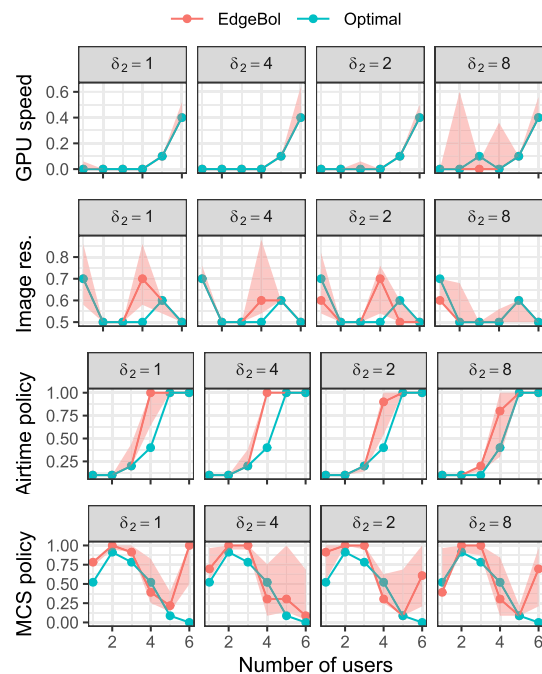 EdgeBol Optimal
δ₂ = 1 δ₂ = 4 δ₂ = 2 δ₂ = 8
GPU speed
0.6
0.4
0.2
0.0
δ₂ = 1 δ₂ = 4 δ₂ = 2 δ₂ = 8
Image res.
0.8
0.7
0.6
0.5
δ₂ = 1 δ₂ = 4 δ₂ = 2 δ₂ = 8
Airtime policy
1.00
0.75
0.50
0.25
δ₂ = 1 δ₂ = 4 δ₂ = 2 δ₂ = 8
MCS policy
1.00
0.75
0.50
0.25
0.00
2 4 6 2 4 6 2 4 6 2 4 6
Number of users